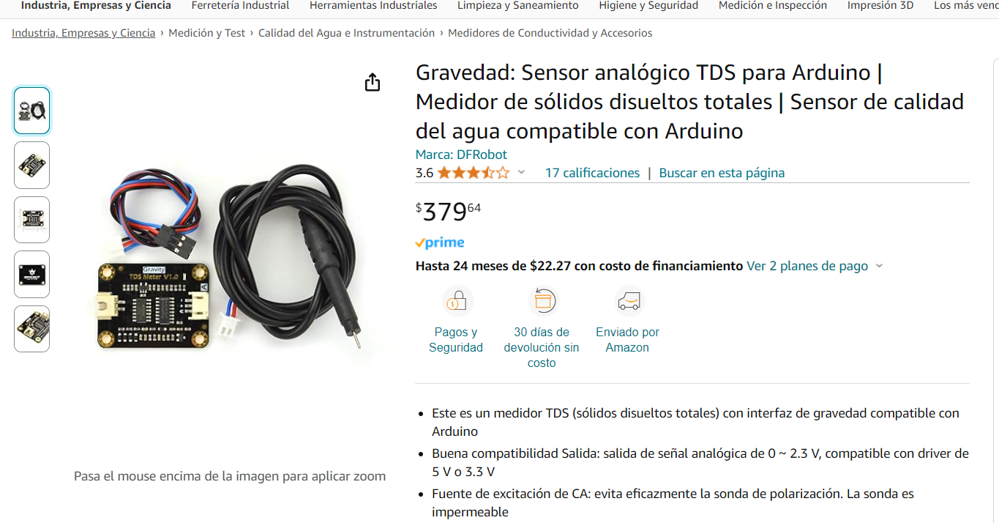 Industria, Empresas y Ciencia Ferretería Industrial Herramientas Industriales Limpieza y Saneamiento Higiene y Seguridad Medición e Inspección Impresión 3D Los más vend
Industria, Empresas y Ciencia › Medición y Test › Calidad del Agua e Instrumentación › Medidores de Conductividad y Accesorios
Gravedad: Sensor analógico TDS para Arduino |
Medidor de sólidos disueltos totales | Sensor de calidad
del agua compatible con Arduino
Marca: DFRobot
3.6
17 calificaciones | Buscar en esta página
$379 64
prime
Hasta 24 meses de $22.27 con costo de financiamiento Ver 2 planes de pago
Pagos y
Seguridad
30 días de
devolución sin
costo
Enviado por
Amazon
Gravity
TDS Meter V1.0
A
Este es un medidor TDS (sólidos disueltos totales) con interfaz de gravedad compatible con
Arduino
Buena compatibilidad Salida: salida de señal analógica de 0 ~ 2.3 V, compatible con driver de
5 V o 3.3 V
Fuente de excitación de CA: evita eficazmente la sonda de polarización. La sonda es
impermeable
Pasa el mouse encima de la imagen para aplicar zoom